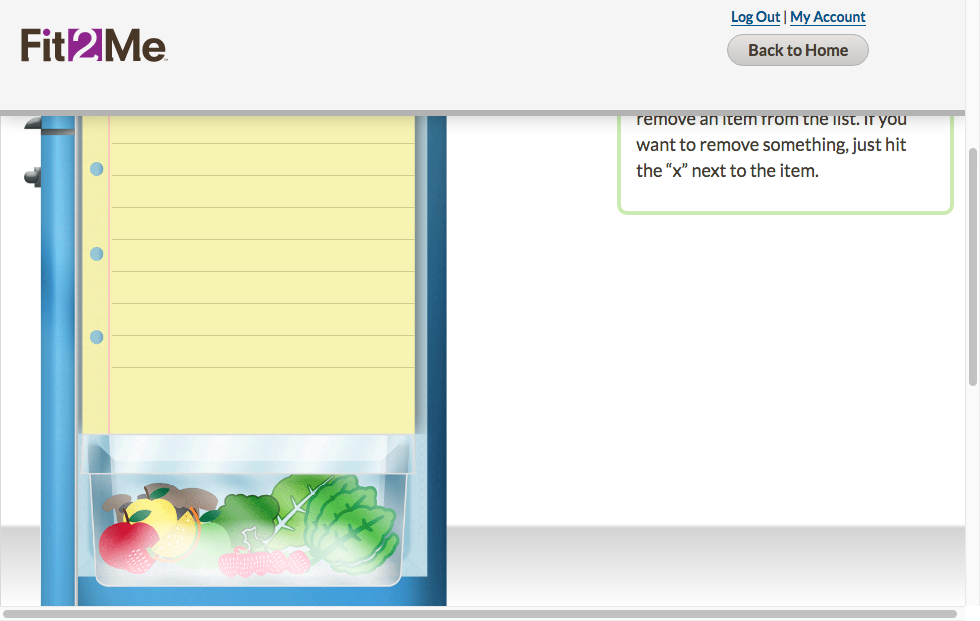 Log Out | My Account
Fit2Me™
Back to Home
remove an item from the list. If you
want to remove something, just hit
the “x” next to the item.